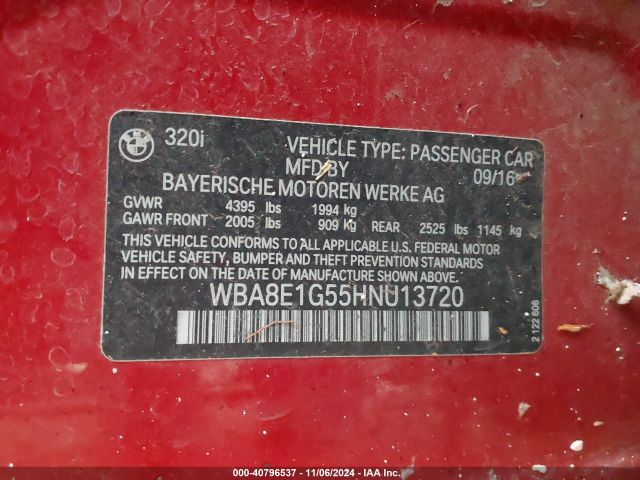 BMW
320i
VEHICLE TYPE: PASSENGER CAR
MFD BY
09/16
BAYERISCHE MOTOREN WERKE AG
GVWR 4395 lbs 1994 kg
GAWR FRONT 2005 lbs 909 kg REAR 2525 lbs 1145 kg
THIS VEHICLE CONFORMS TO ALL APPLICABLE U.S. FEDERAL MOTOR
VEHICLE SAFETY, BUMPER AND THEFT PREVENTION STANDARDS
IN EFFECT ON THE DATE OF MANUFACTURE SHOWN ABOVE.
WBA8E1G55HNU13720
2 122 606
000-40796537 - 11/06/2024 - IAA Inc.